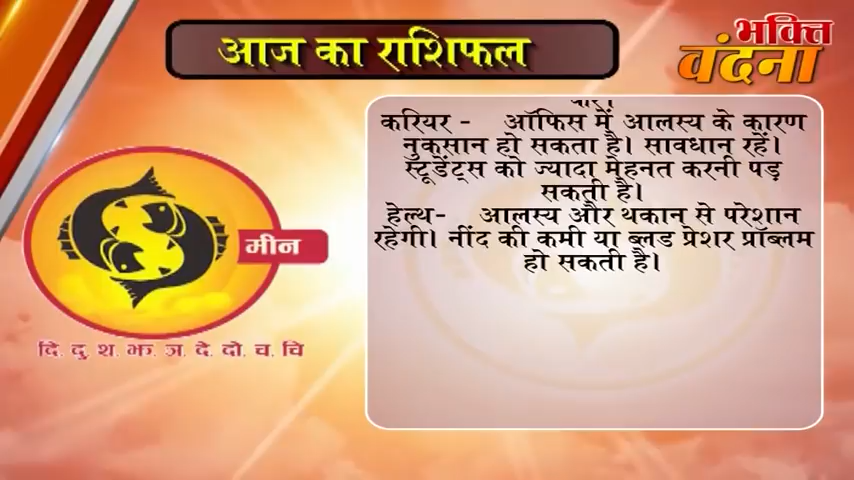 आज का राशिफल
भक्ति
वंदना
करियर - ऑफिस में आलस्य के कारण
नुकसान हो सकता है। सावधान रहें।
स्टूडेंट्स को ज्यादा मेहनत करनी पड़
सकती है।
हेल्थ- आलस्य और थकान से परेशान
रहेगी। नींद की कमी या ब्लड प्रेशर प्रॉब्लम
हो सकती है।
मीन
दि. दु. श. झ. ञ. दे. दो. च. चि